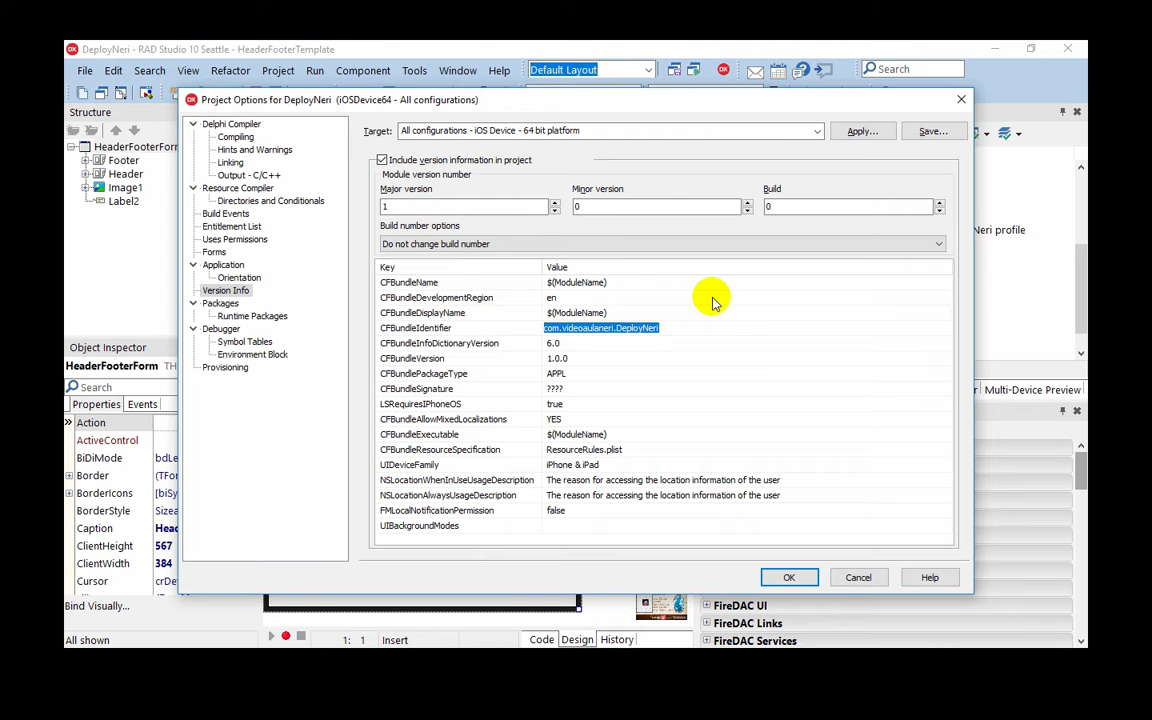 DeployNeri - RAD Studio 10 Seattle - HeaderFooterTemplate
File Edit Search View Refactor Project Run Component Tools Window Help
Default Layout
Search
Structure
HeaderFooterForm
Footer
Header
Image1
Label2
Object Inspector
HeaderFooterForm
Search
Properties Events
Action
ActiveControl
BiDiMode bdLe
Border (TFor
BorderIcons [biSy
BorderStyle Sizea
Caption Head
ClientHeight 567
ClientWidth 384
Cursor crDe
Bind Visually...
All shown
Project Options for DeployNeri (iOSDevice64 - All configurations)
Delphi Compiler
Compiling
Hints and Warnings
Linking
Output - C/C++
Resource Compiler
Directories and Conditions
Build Events
Entitlement List
Uses Permissions
Forms
Application
Orientation
Version Info
Packages
Runtime Packages
Debugger
Symbol Tables
Environment Block
Provisioning
Target: All configurations - iOS Device - 64 bit platform
Apply... Save...
Include version information in project
Module version number
Major version Minor version Build
1 0 0
Build number options
Do not change build number
Key Value
CFBundleName $(ModuleName)
CFBundleDevelopmentRegion en
CFBundleDisplayName $(ModuleName)
CFBundleIdentifier com.videoaulaneri.DeployNeri
CFBundleInfoDictionaryVersion 6.0
CFBundleVersion 1.0.0
CFBundlePackageType APPL
CFBundleSignature ????
LSRequiresIPhoneOS true
CFBundleAllowMixedLocalizations YES
CFBundleExecutable $(ModuleName)
CFBundleResourceSpecification ResourceRules.plist
UIDeviceFamily iPhone & iPad
NSLocationWhenInUseUsageDescription The reason for accessing the location information of the user
NSLocationAlwaysUsageDescription The reason for accessing the location information of the user
FMLocalNotificationPermission false
UIBackgroundModes
OK Cancel Help
eri profile
Multi-Device Preview
1: 1 Insert
Code Design History
FireDAC UI
FireDAC Links
FireDAC Services